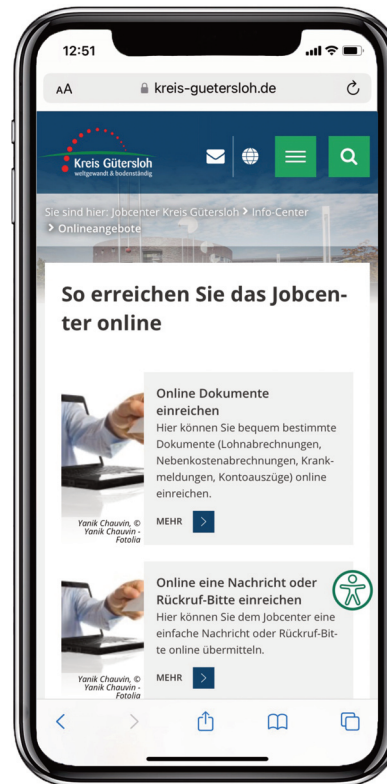 12:51
AA
kreis-guetersloh.de
Kreis Gütersloh
weltgewandt & bodenständig
Sie sind hier: Jobcenter Kreis Gütersloh > Info-Center
> Onlineangebote
So erreichen Sie das Jobcen-
ter online
Online Dokumente
einreichen
Hier können Sie bequem bestimmte
Dokumente (Lohnabrechnungen,
Nebenkostenabrechnungen, Krank-
meldungen, Kontoauszüge) online
einreichen.
Yanik Chauvin, ©
Yanik Chauvin -
Fotolia
MEHR
Online eine Nachricht oder
Rückruf-Bitte einreichen
Hier können Sie dem Jobcenter eine
einfache Nachricht oder Rückruf-Bit-
te online übermitteln.
Yanik Chauvin, ©
Yanik Chauvin -
Fotolia
MEHR